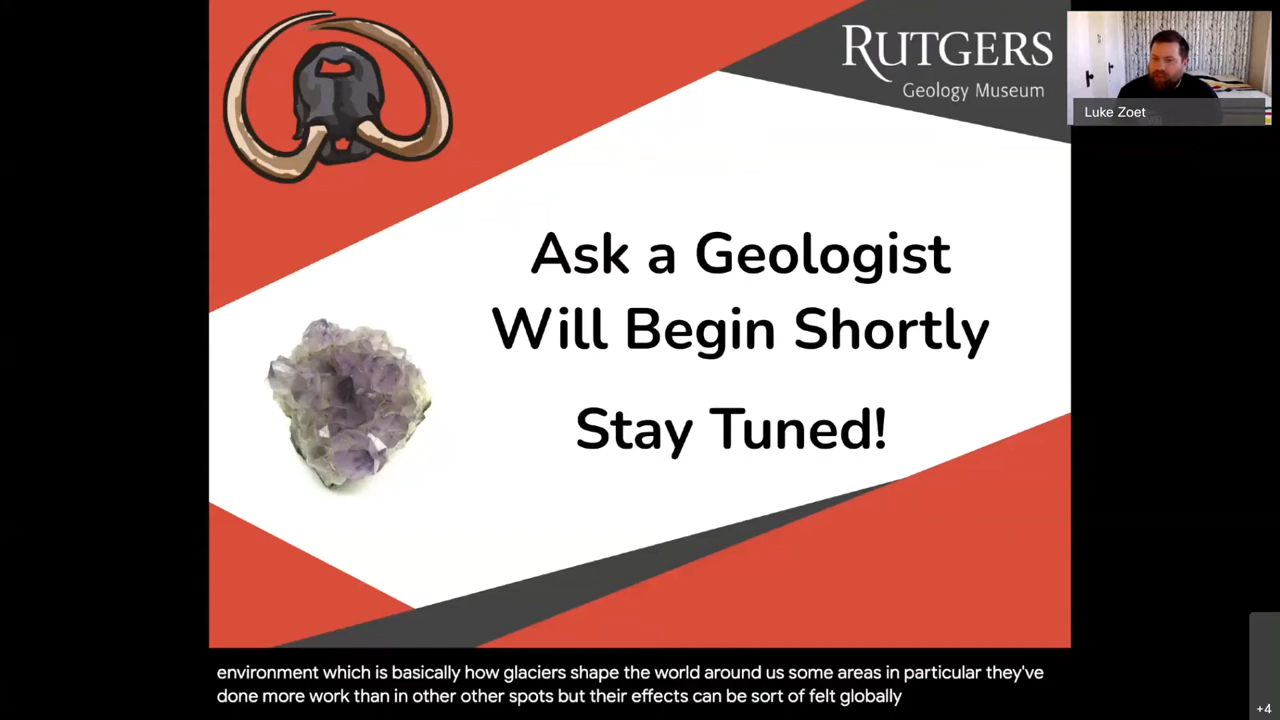 RUTGERS
Geology Museum
Luke Zoet
Ask a Geologist
Will Begin Shortly
Stay Tuned!
environment which is basically how glaciers shape the world around us some areas in particular they've
done more work than in other other spots but their effects can be sort of felt globally
+4